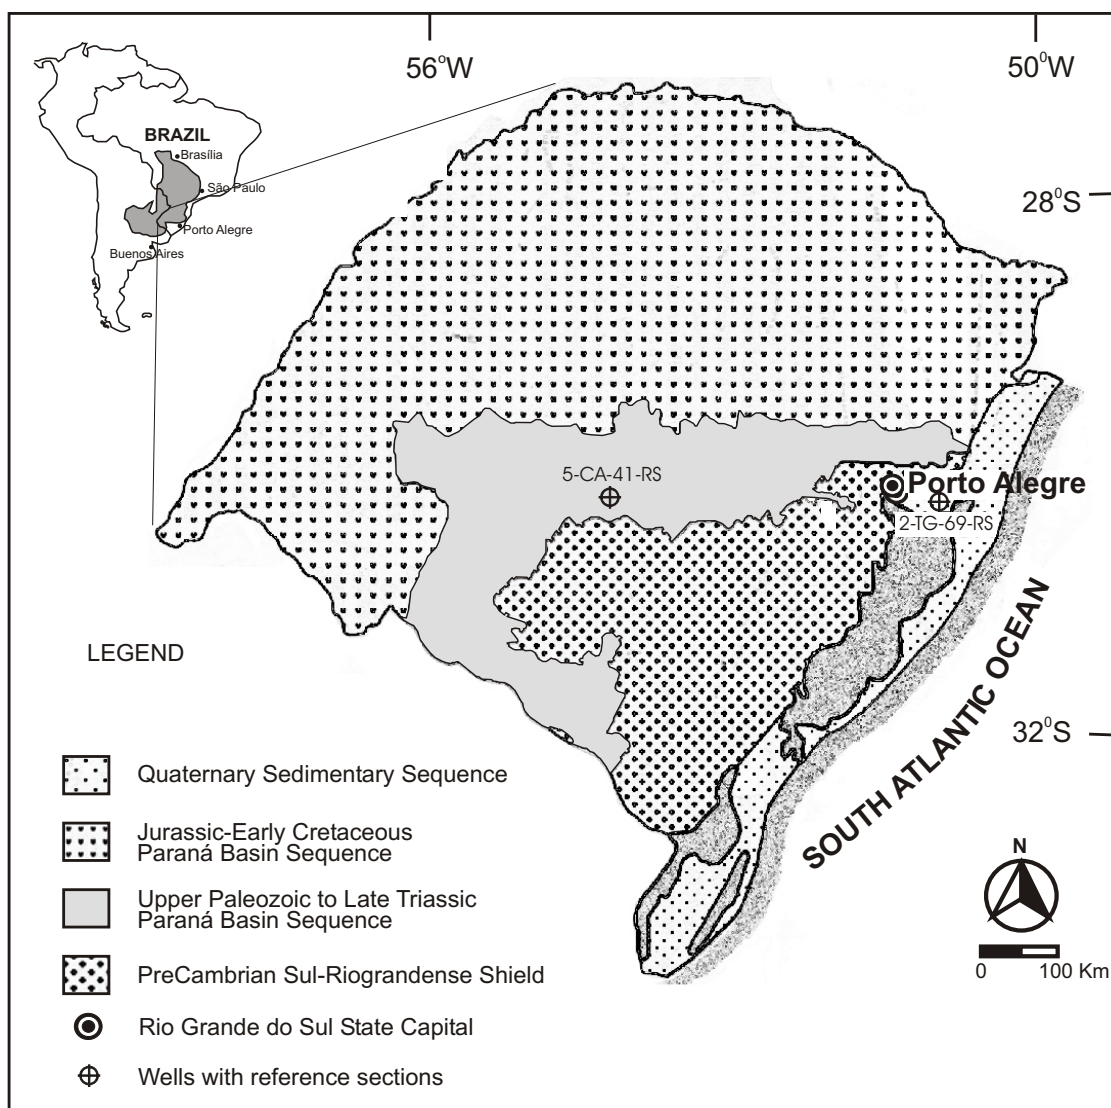 56°W
50⁰W
BRAZIL
Brasília
São Paulo
28⁰S
Porto Alegre
Buenos Aires
5-CA-41-RS
Porto Alegre
2-TG-69-RS
LEGEND
SOUTH ATLANTIC OCEAN
32⁰S
Quaternary Sedimentary Sequence
Jurassic-Early Cretaceous
Paraná Basin Sequence
Upper Paleozoic to Late Triassic
Paraná Basin Sequence
PreCambrian Sul-Riograndense Shield
Rio Grande do Sul State Capital
Wells with reference sections
N
0 100 Km